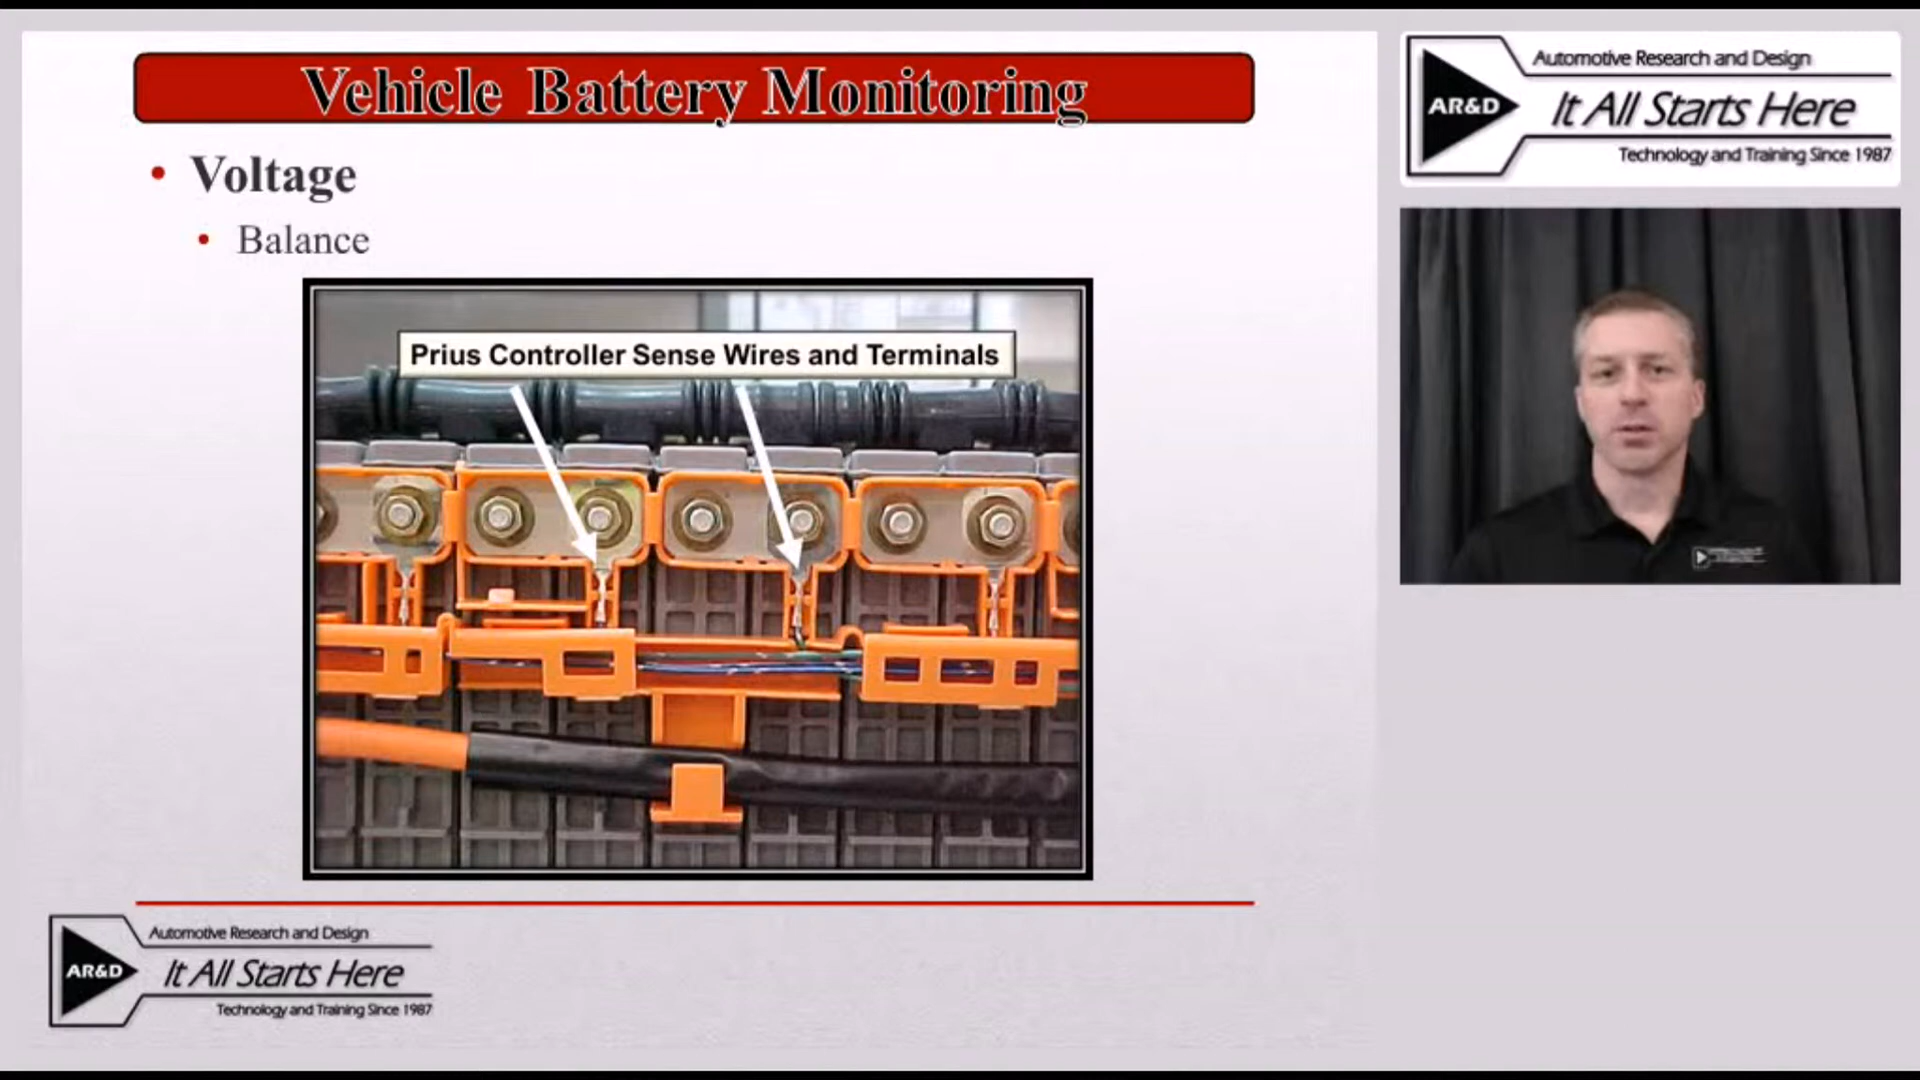 Vehicle Battery Monitoring
Voltage
Balance
Prius Controller Sense Wires and Terminals
Automotive Research and Design
AR&D
It All Starts Here
Technology and Training Since 1987
Automotive Research and Design
AR&D
It All Starts Here
Technology and Training Since 1987